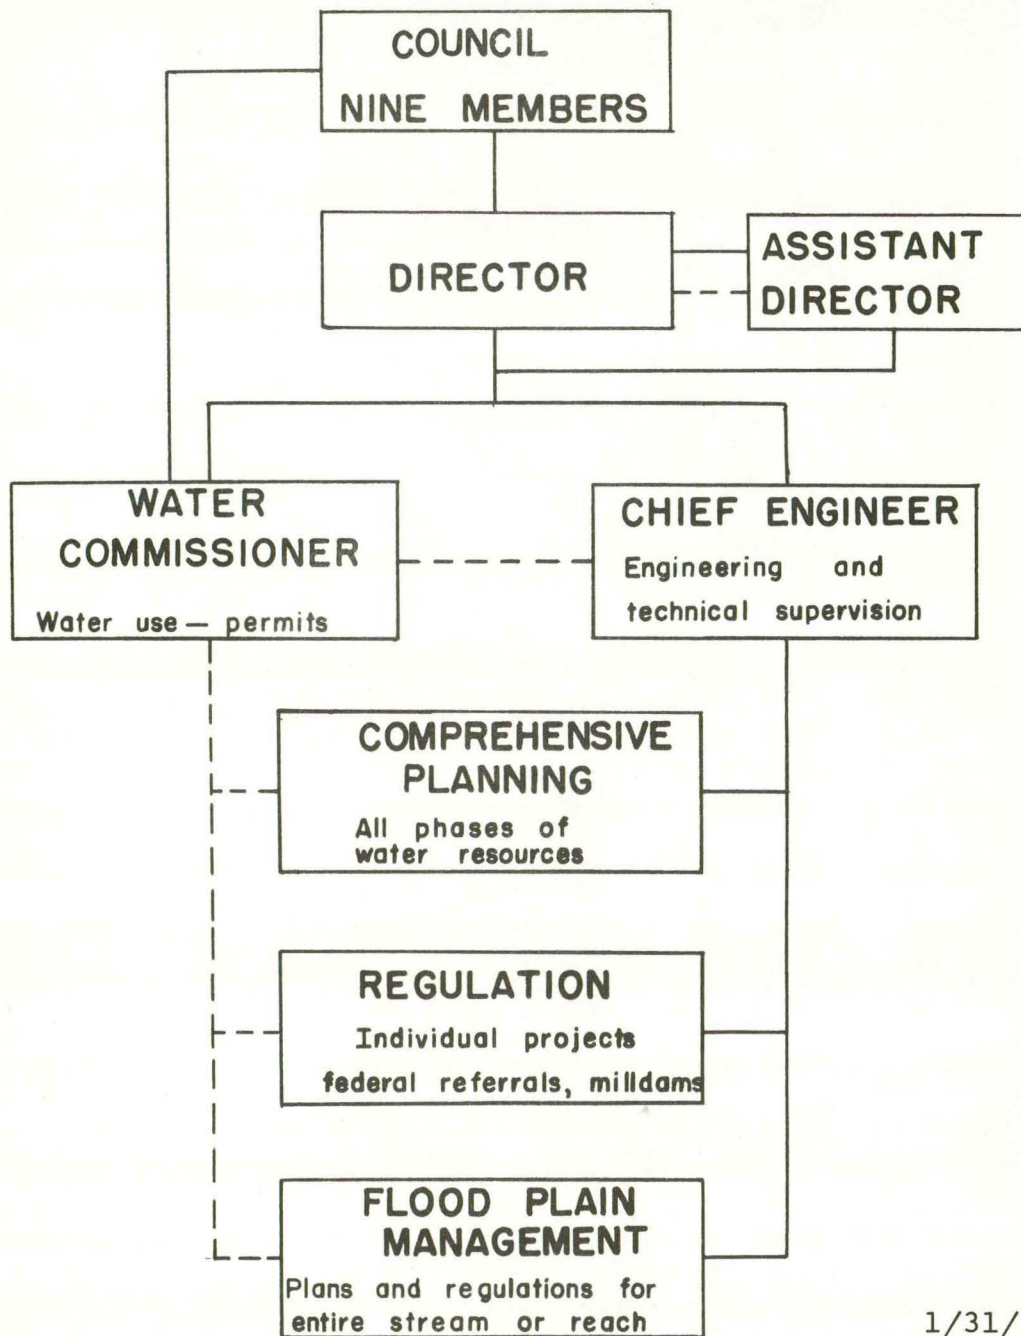 COUNCIL
NINE MEMBERS
DIRECTOR
ASSISTANT
DIRECTOR
WATER
COMMISSIONER
Water use — permits
CHIEF ENGINEER
Engineering and
technical supervision
COMPREHENSIVE
PLANNING
All phases of
water resources
REGULATION
Individual projects
federal referrals, milldams
FLOOD PLAIN
MANAGEMENT
Plans and regulations for
entire stream or reach
1/31/